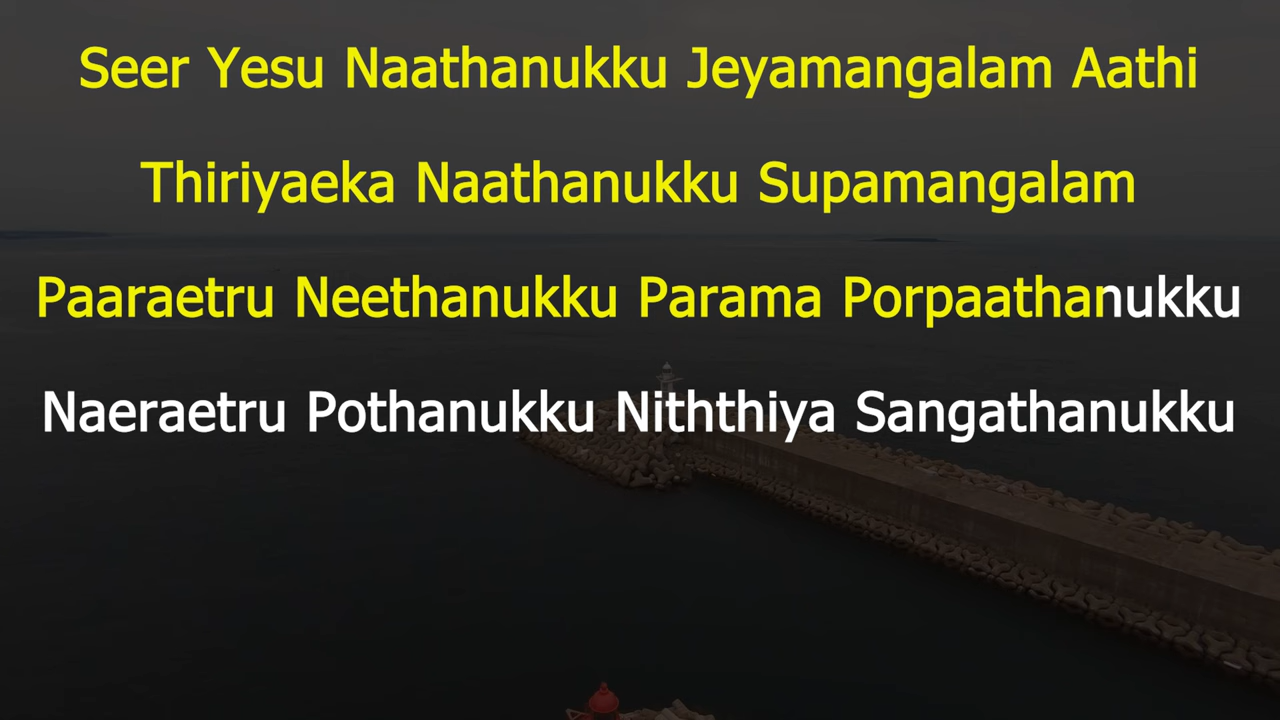 Seer Yesu Naathanukku Jeyamangalam Aathi
Thiriyaeka Naathanukku Supamangalam
Paaraetru Neethanukku Parama Porpaathanukku
Naeraetru Pothanukku Niththiya Sangathanukku